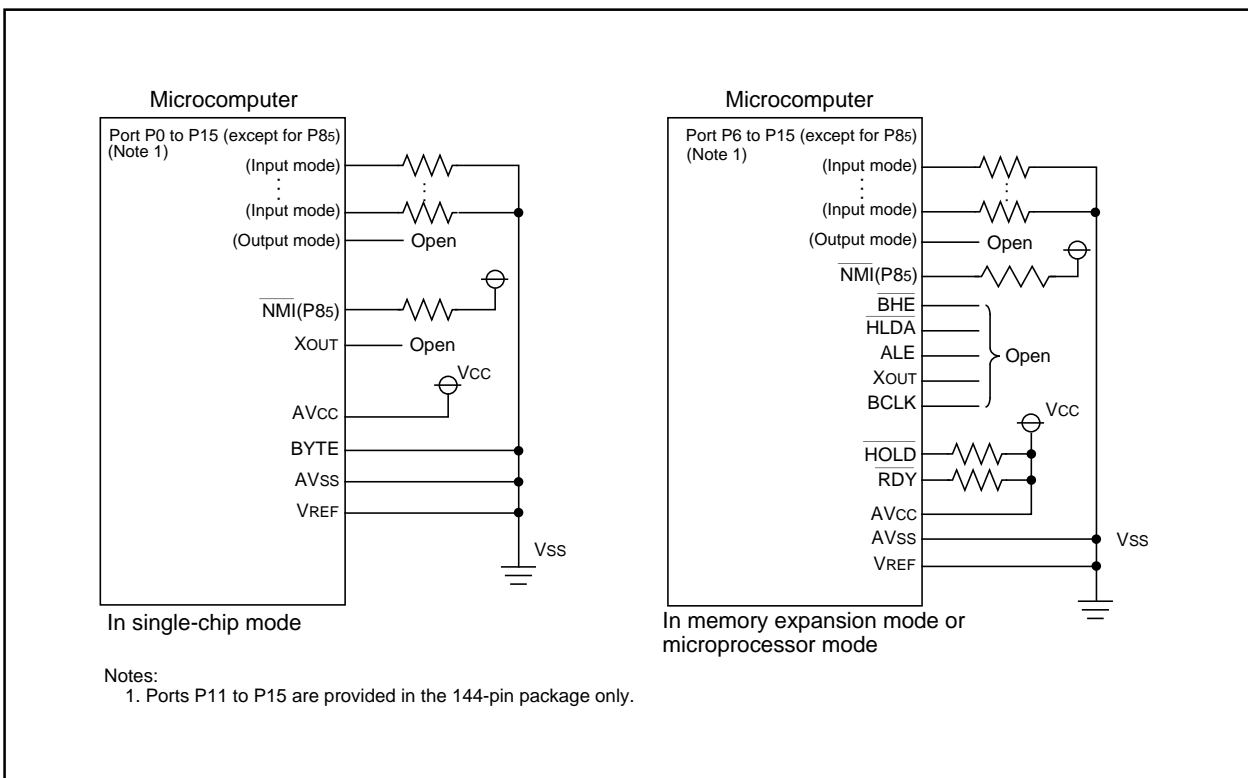 Microcomputer
Port P0 to P15 (except for P85)
(Note 1)
(Input mode)
(Input mode)
(Output mode)
Open
NMI(P85)
XOUT
Open
VCC
AVCC
BYTE
AVSS
VREF
VSS
In single-chip mode
Microcomputer
Port P6 to P15 (except for P85)
(Note 1)
(Input mode)
(Input mode)
(Output mode)
Open
NMI(P85)
BHE
HLDA
ALE
Open
XOUT
BCLK
VCC
HOLD
RDY
AVCC
AVSS
VSS
VREF
In memory expansion mode or
microprocessor mode
Notes:
1. Ports P11 to P15 are provided in the 144-pin package only.